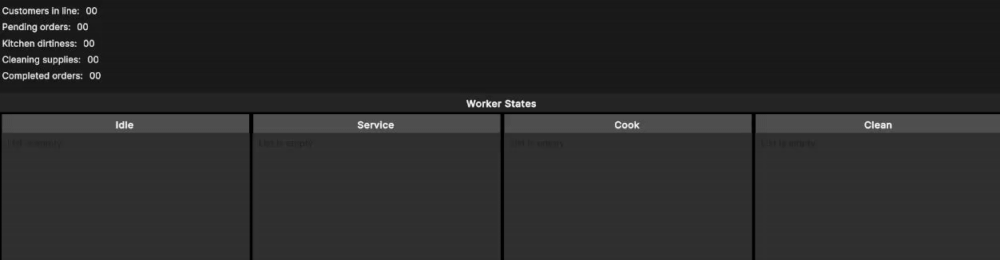 Customers in line: 00
Pending orders: 00
Kitchen dirtiness: 00
Cleaning supplies: 00
Completed orders: 00
Worker States
Idle
Service
Cook
Clean
List is empty
List is empty
List is empty
List is empty